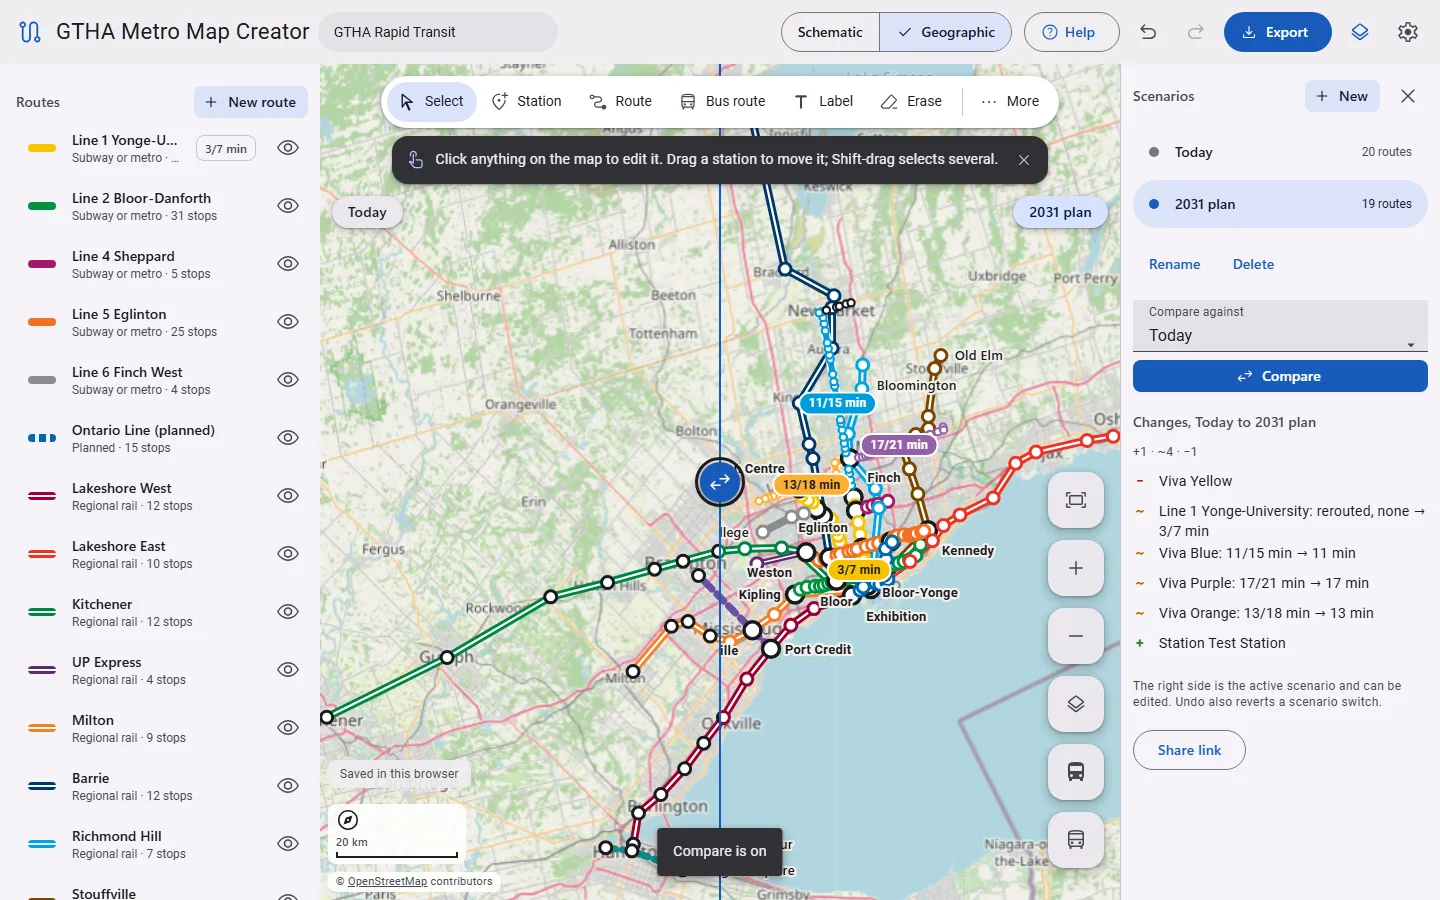 GTHA Metro Map Creator
GTHA Rapid Transit
Schematic
Geographic
Help
Export
Routes
New route
Line 1 Yonge-U...
Subway or metro · ...
3/7 min
Line 2 Bloor-Danforth
Subway or metro · 31 stops
Line 4 Sheppard
Subway or metro · 5 stops
Line 5 Eglinton
Subway or metro · 25 stops
Line 6 Finch West
Subway or metro · 4 stops
Ontario Line (planned)
Planned · 15 stops
Lakeshore West
Regional rail · 12 stops
Lakeshore East
Regional rail · 10 stops
Kitchener
Regional rail · 12 stops
UP Express
Regional rail · 4 stops
Milton
Regional rail · 9 stops
Barrie
Regional rail · 12 stops
Richmond Hill
Regional rail · 7 stops
Stouffville
Select
Station
Route
Bus route
Label
Erase
More
Click anything on the map to edit it. Drag a station to move it; Shift-drag selects several.
Today
2031 plan
Innisfil
Keswick
Alliston
Uxbridge
Port Perry
Shelburne
Beeton
Tottenham
Old Elm
Bloomington
11/15 min
Orangeville
Bolton
17/21 min
Centre
Finch
13/18 min
Erin
Eglinton
llege
Fergus
Kennedy
Weston
3/7 min
Kipling
Bloor
Bloor-Yonge
Rockwood
Exhibition
ille
Port Credit
Milton
Saved in this browser
20 km
© OpenStreetMap contributors
Compare is on
Grimsby
Paris
Scenarios
New
Today
20 routes
2031 plan
19 routes
Rename
Delete
Compare against
Today
Compare
Changes, Today to 2031 plan
+1 · ~4 · −1
− Viva Yellow
~ Line 1 Yonge-University: rerouted, none →
3/7 min
~ Viva Blue: 11/15 min → 11 min
~ Viva Purple: 17/21 min → 17 min
~ Viva Orange: 13/18 min → 13 min
+ Station Test Station
The right side is the active scenario and can be
edited. Undo also reverts a scenario switch.
Share link